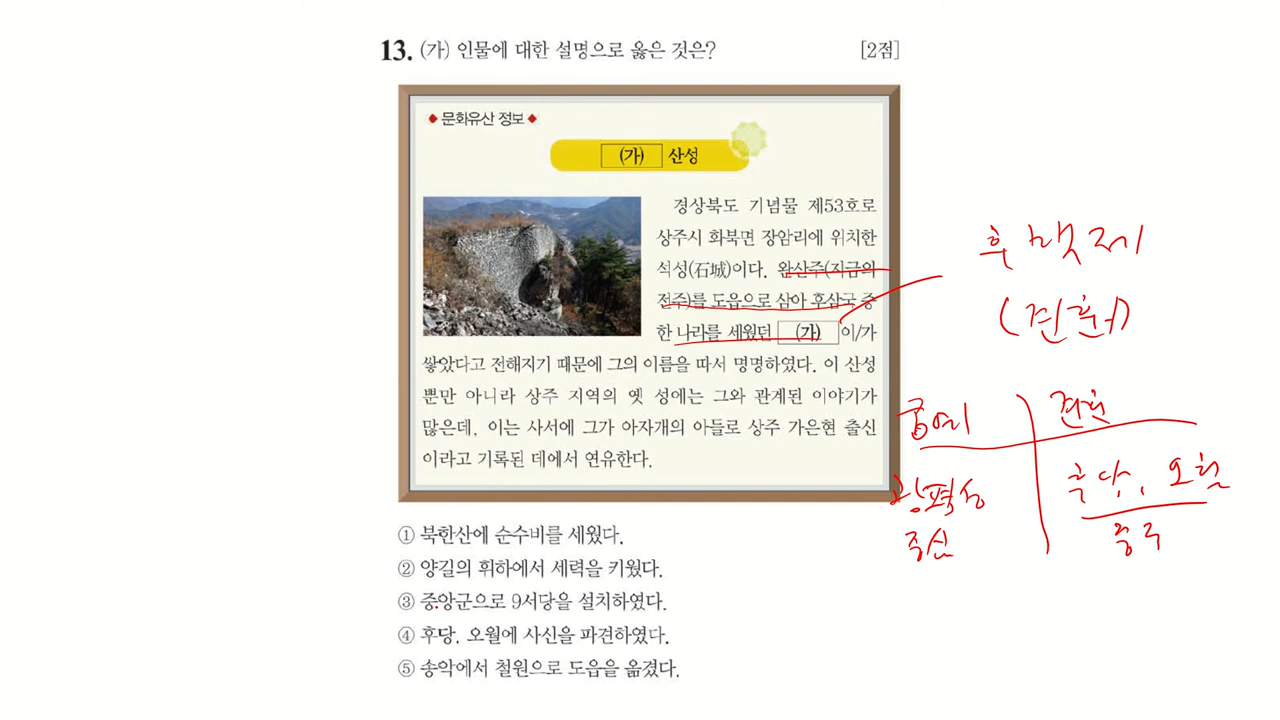 13. (가) 인물에 대한 설명으로 옳은 것은? [2점]
◆ 문화유산 정보 ◆
(가) 산성
경상북도 기념물 제53호로
상주시 화북면 장암리에 위치한
석성(石城)이다. 완산주(지금의
전주)를 도읍으로 삼아 후삼국 중
한 나라를 세웠던 (가) 이/가
쌓았다고 전해지기 때문에 그의 이름을 따서 명명하였다. 이 산성
뿐만 아니라 상주 지역의 옛 성에는 그와 관계된 이야기가
많은데, 이는 사서에 그가 아자개의 아들로 상주 가은현 출신
이라고 기록된 데에서 연유한다.
① 북한산에 순수비를 세웠다.
② 양길의 휘하에서 세력을 키웠다.
③ 중앙군으로 9서당을 설치하였다.
④ 후당, 오월에 사신을 파견하였다.
⑤ 송악에서 철원으로 도읍을 옮겼다.
후백제
(견훤)
궁예 견훤
광평성 후당, 오월